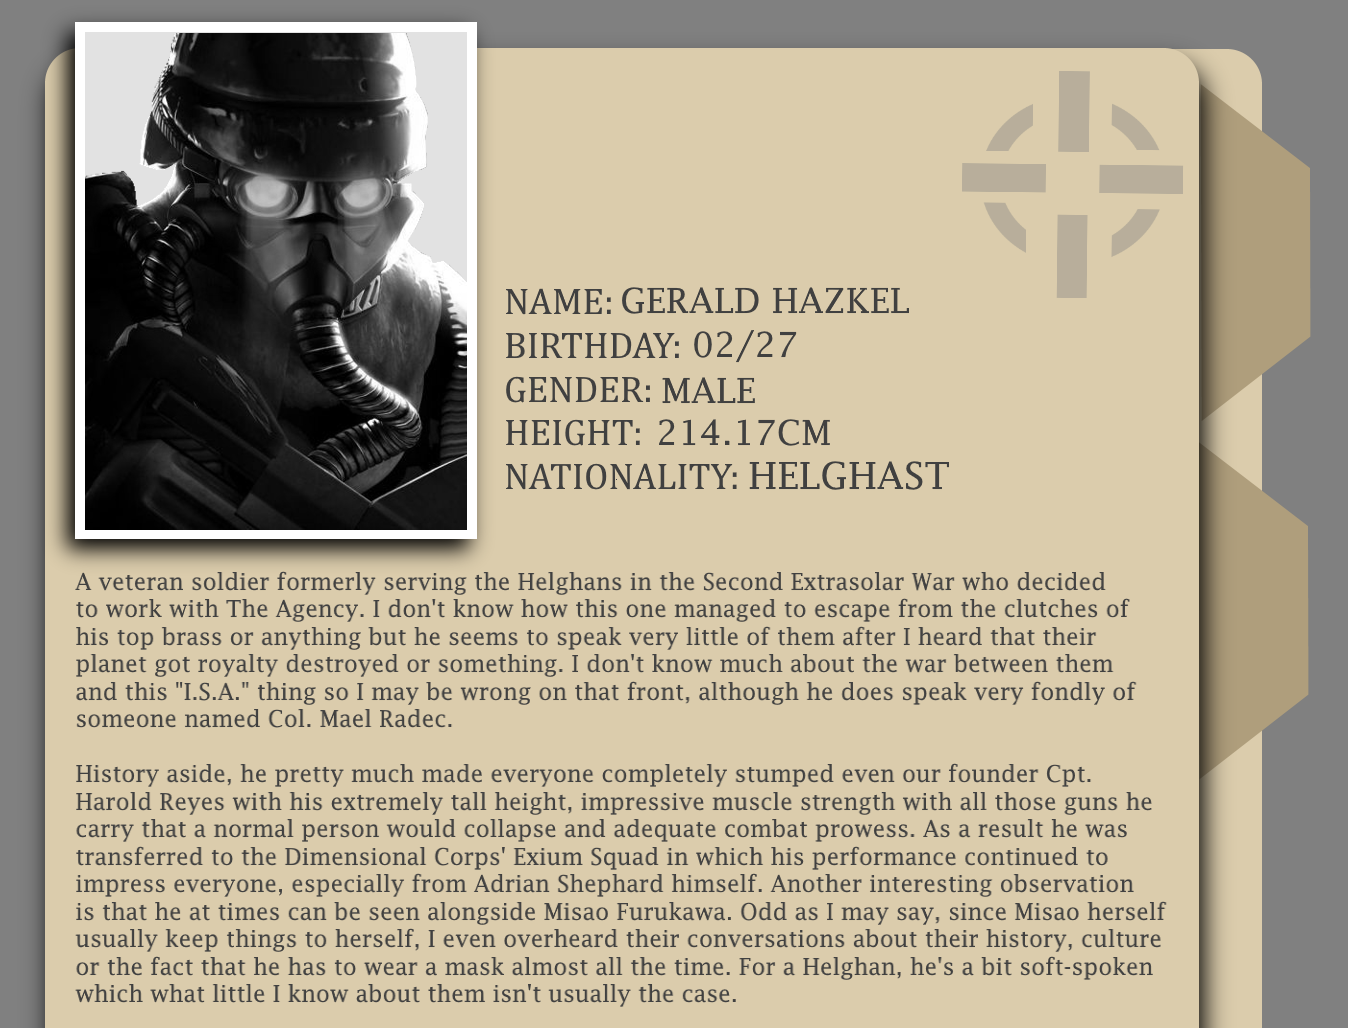 NAME: GERALD HAZKEL
BIRTHDAY: 02/27
GENDER: MALE
HEIGHT: 214.17CM
NATIONALITY: HELGHAST
A veteran soldier formerly serving the Helghans in the Second Extrasolar War who decided
to work with The Agency. I don't know how this one managed to escape from the clutches of
his top brass or anything but he seems to speak very little of them after I heard that their
planet got royalty destroyed or something. I don't know much about the war between them
and this "I.S.A." thing so I may be wrong on that front, although he does speak very fondly of
someone named Col. Mael Radec.
History aside, he pretty much made everyone completely stumped even our founder Cpt.
Harold Reyes with his extremely tall height, impressive muscle strength with all those guns he
carry that a normal person would collapse and adequate combat prowess. As a result he was
transferred to the Dimensional Corps' Exium Squad in which his performance continued to
impress everyone, especially from Adrian Shephard himself. Another interesting observation
is that he at times can be seen alongside Misao Furukawa. Odd as I may say, since Misao herself
usually keep things to herself, I even overheard their conversations about their history, culture
or the fact that he has to wear a mask almost all the time. For a Helghan, he's a bit soft-spoken
which what little I know about them isn't usually the case.